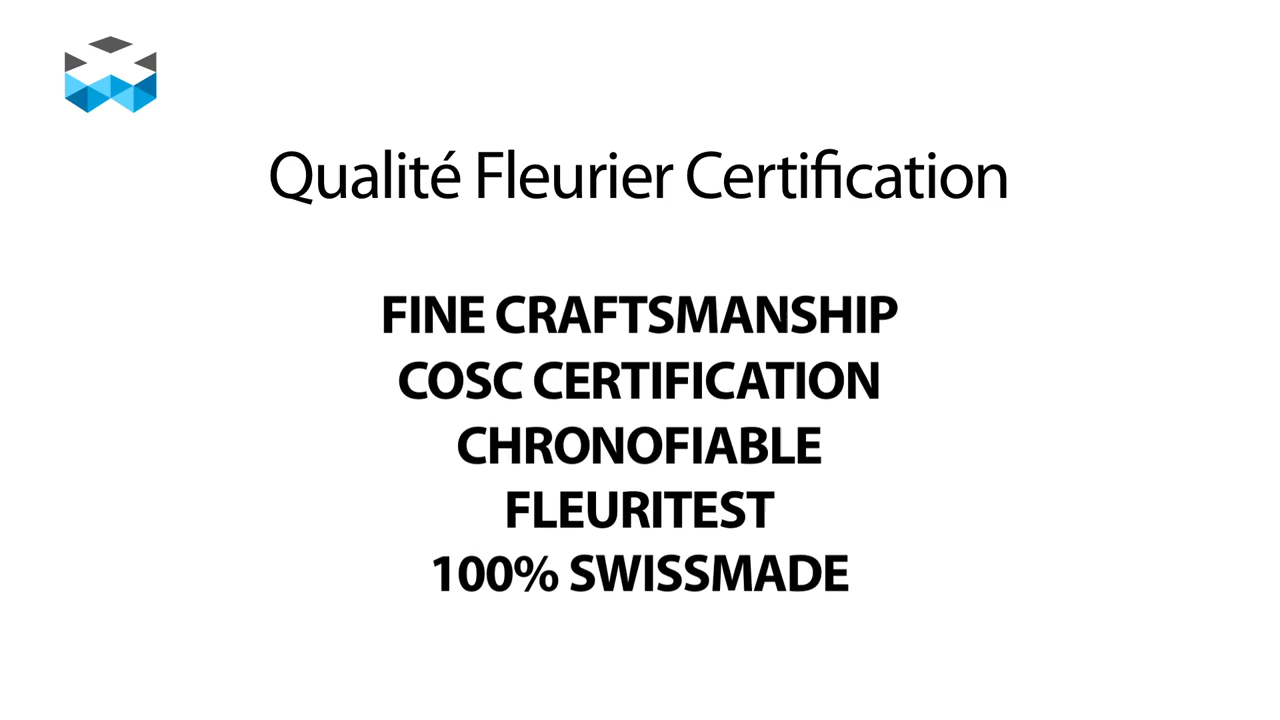 Qualité Fleurier Certification
FINE CRAFTSMANSHIP
COSC CERTIFICATION
CHRONOFIABLE
FLEURITEST
100% SWISSMADE